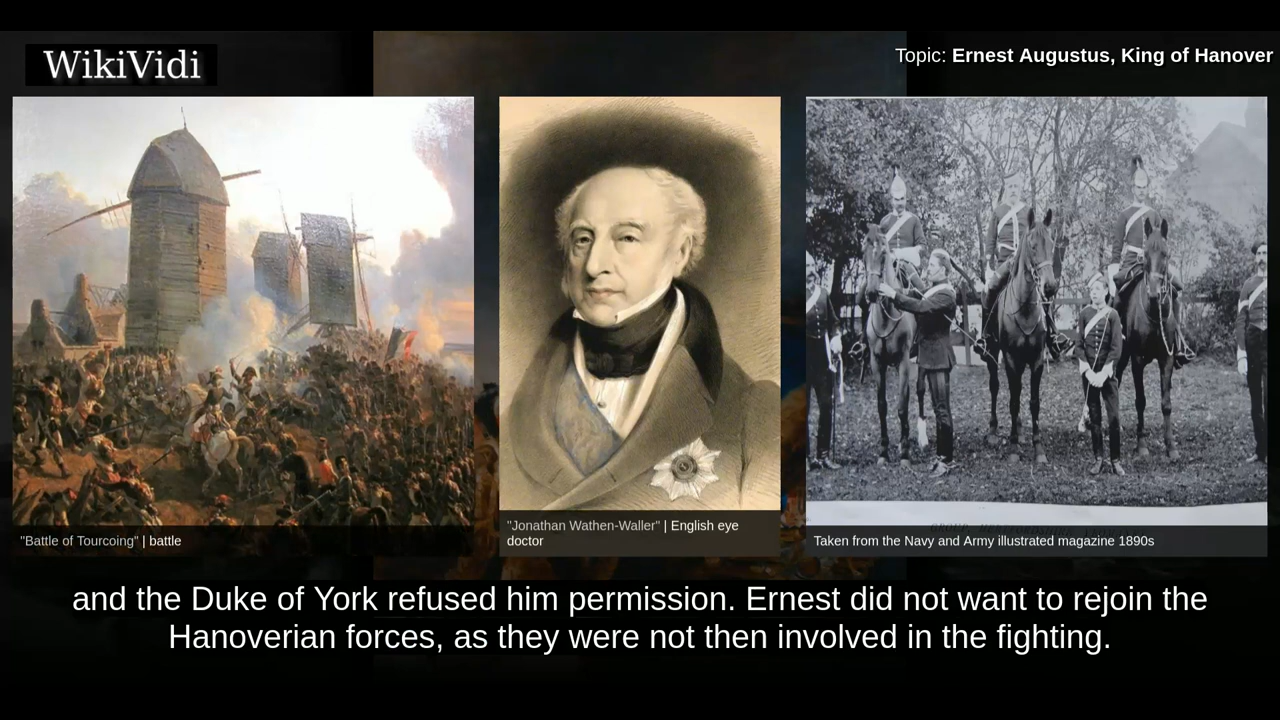 WikiVidi
Topic: Ernest Augustus, King of Hanover
"Battle of Tourcoing" | battle
"Jonathan Wathen-Waller" | English eye
doctor
Taken from the Navy and Army illustrated magazine 1890s
and the Duke of York refused him permission. Ernest did not want to rejoin the
Hanoverian forces, as they were not then involved in the fighting.